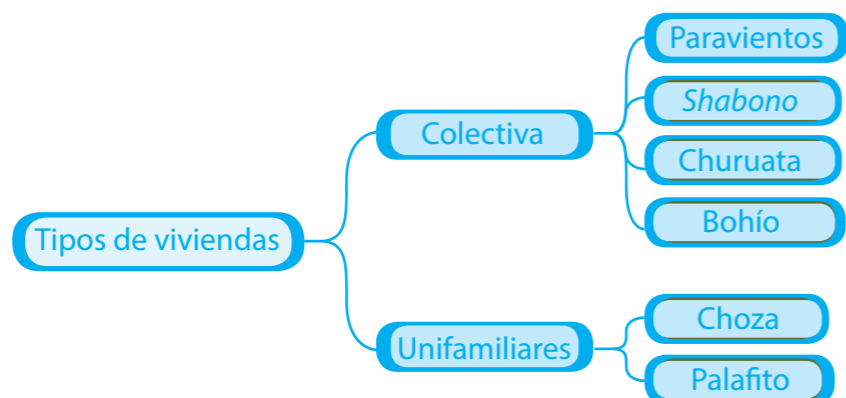 Tipos de viviendas
Colectiva
Paravientos
Shabono
Churuata
Bohío
Unifamiliares
Choza
Palafito